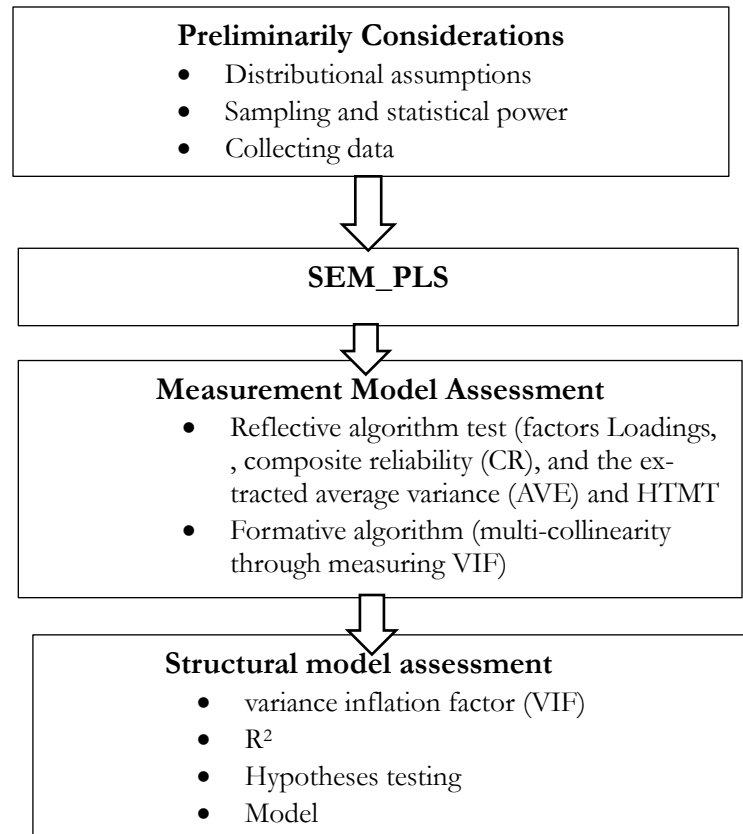 Preliminarily Considerations
• Distributional assumptions
• Sampling and statistical power
• Collecting data
SEM_PLS
Measurement Model Assessment
• Reflective algorithm test (factors Loadings,
, composite reliability (CR), and the ex-
tracted average variance (AVE) and HTMT
• Formative algorithm (multi-collinearity
through measuring VIF)
Structural model assessment
• variance inflation factor (VIF)
• R²
• Hypotheses testing
• Model